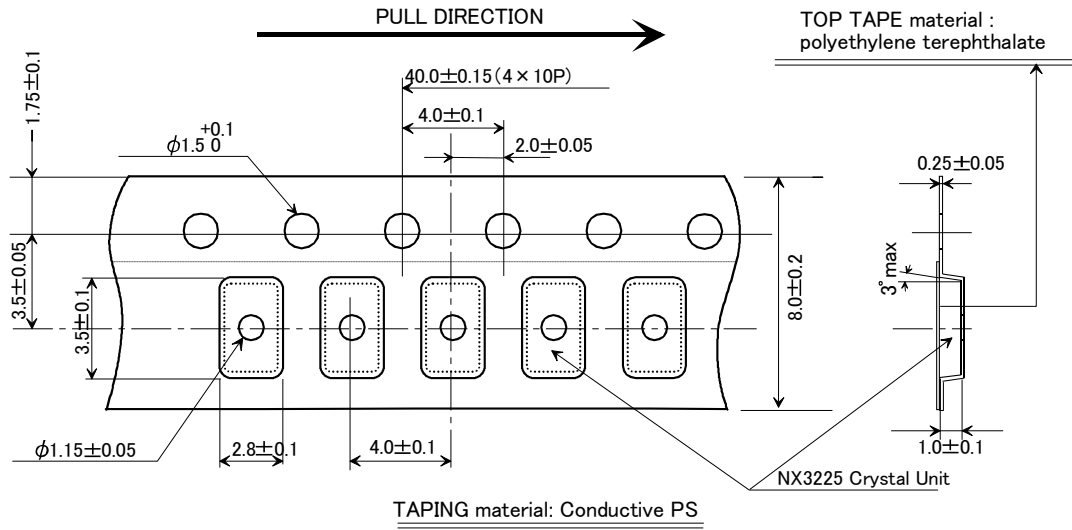 PULL DIRECTION
TOP TAPE material :
polyethylene terephthalate
1.75±0.1
40.0±0.15(4×10P)
4.0±0.1
φ1.5 +0.1 0
2.0±0.05
0.25±0.05
3.5±0.05
3.5±0.1
8.0±0.2
3° max
φ1.15±0.05
2.8±0.1
4.0±0.1
1.0±0.1
NX3225 Crystal Unit
TAPING material: Conductive PS